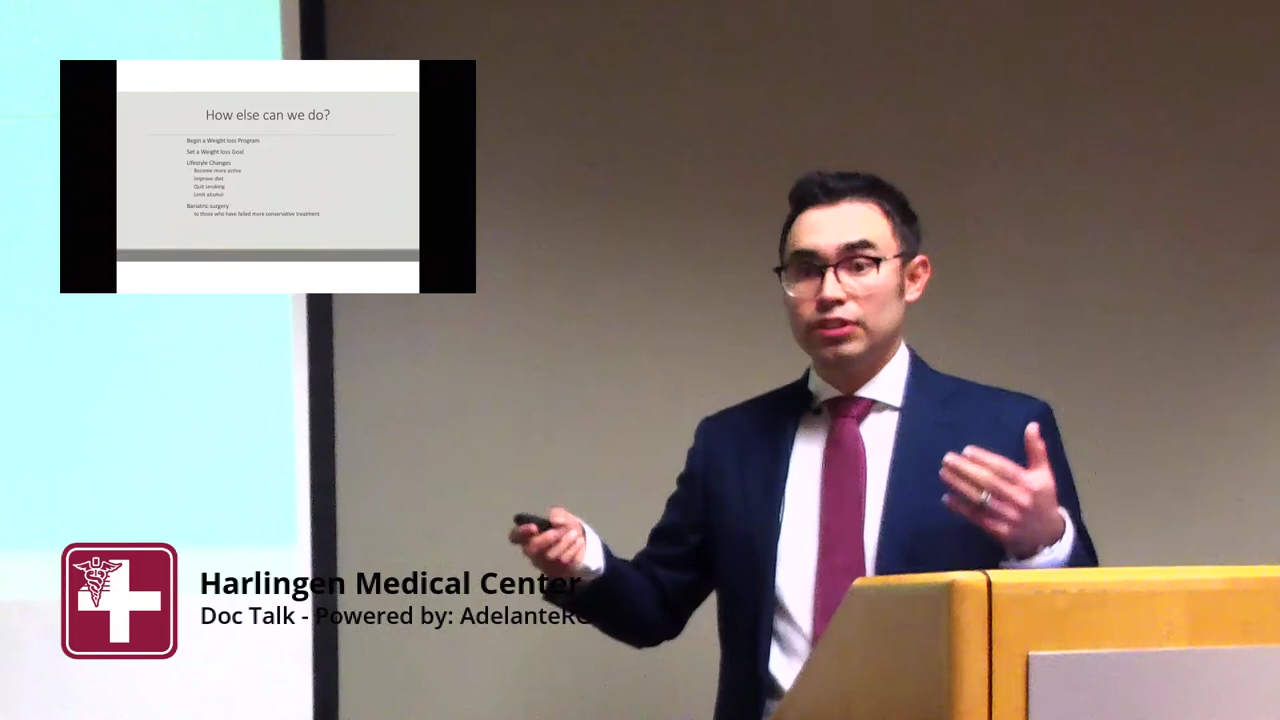 How else can we do?
Begin a Weight loss Program
Set a Weight loss Goal
Lifestyle Changes
Become more active
Improve diet
Quit smoking
Limit alcohol
Bariatric surgery
to those who have failed more conservative treatment
Harlingen Medical Center
Doc Talk - Powered by: AdelanteRG